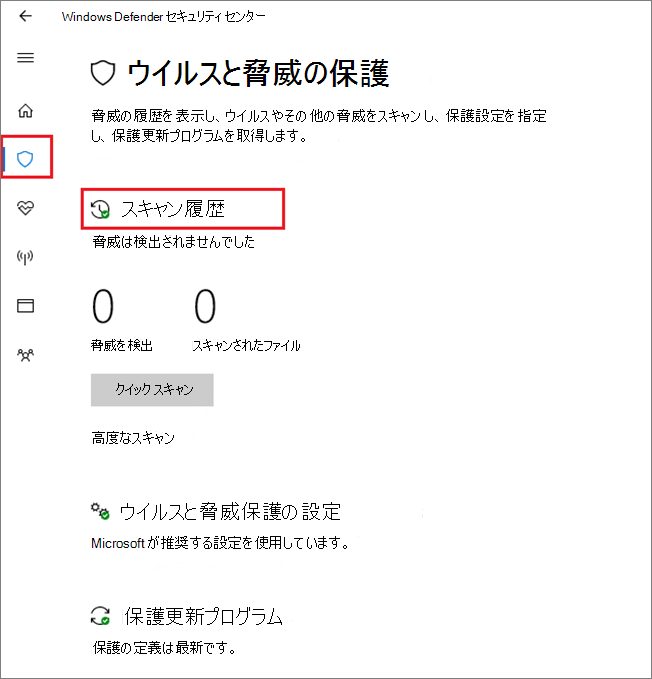 Windows Defender セキュリティ センター
ウイルスと脅威の保護
脅威の履歴を表示し、ウイルスやその他の脅威をスキャンし、保護設定を指定
し、保護更新プログラムを取得します。
スキャン履歴
脅威は検出されませんでした
0 0
脅威を検出 スキャンされたファイル
クイック スキャン
高度なスキャン
ウイルスと脅威保護の設定
Microsoft が推奨する設定を使用しています。
保護更新プログラム
保護の定義は最新です。